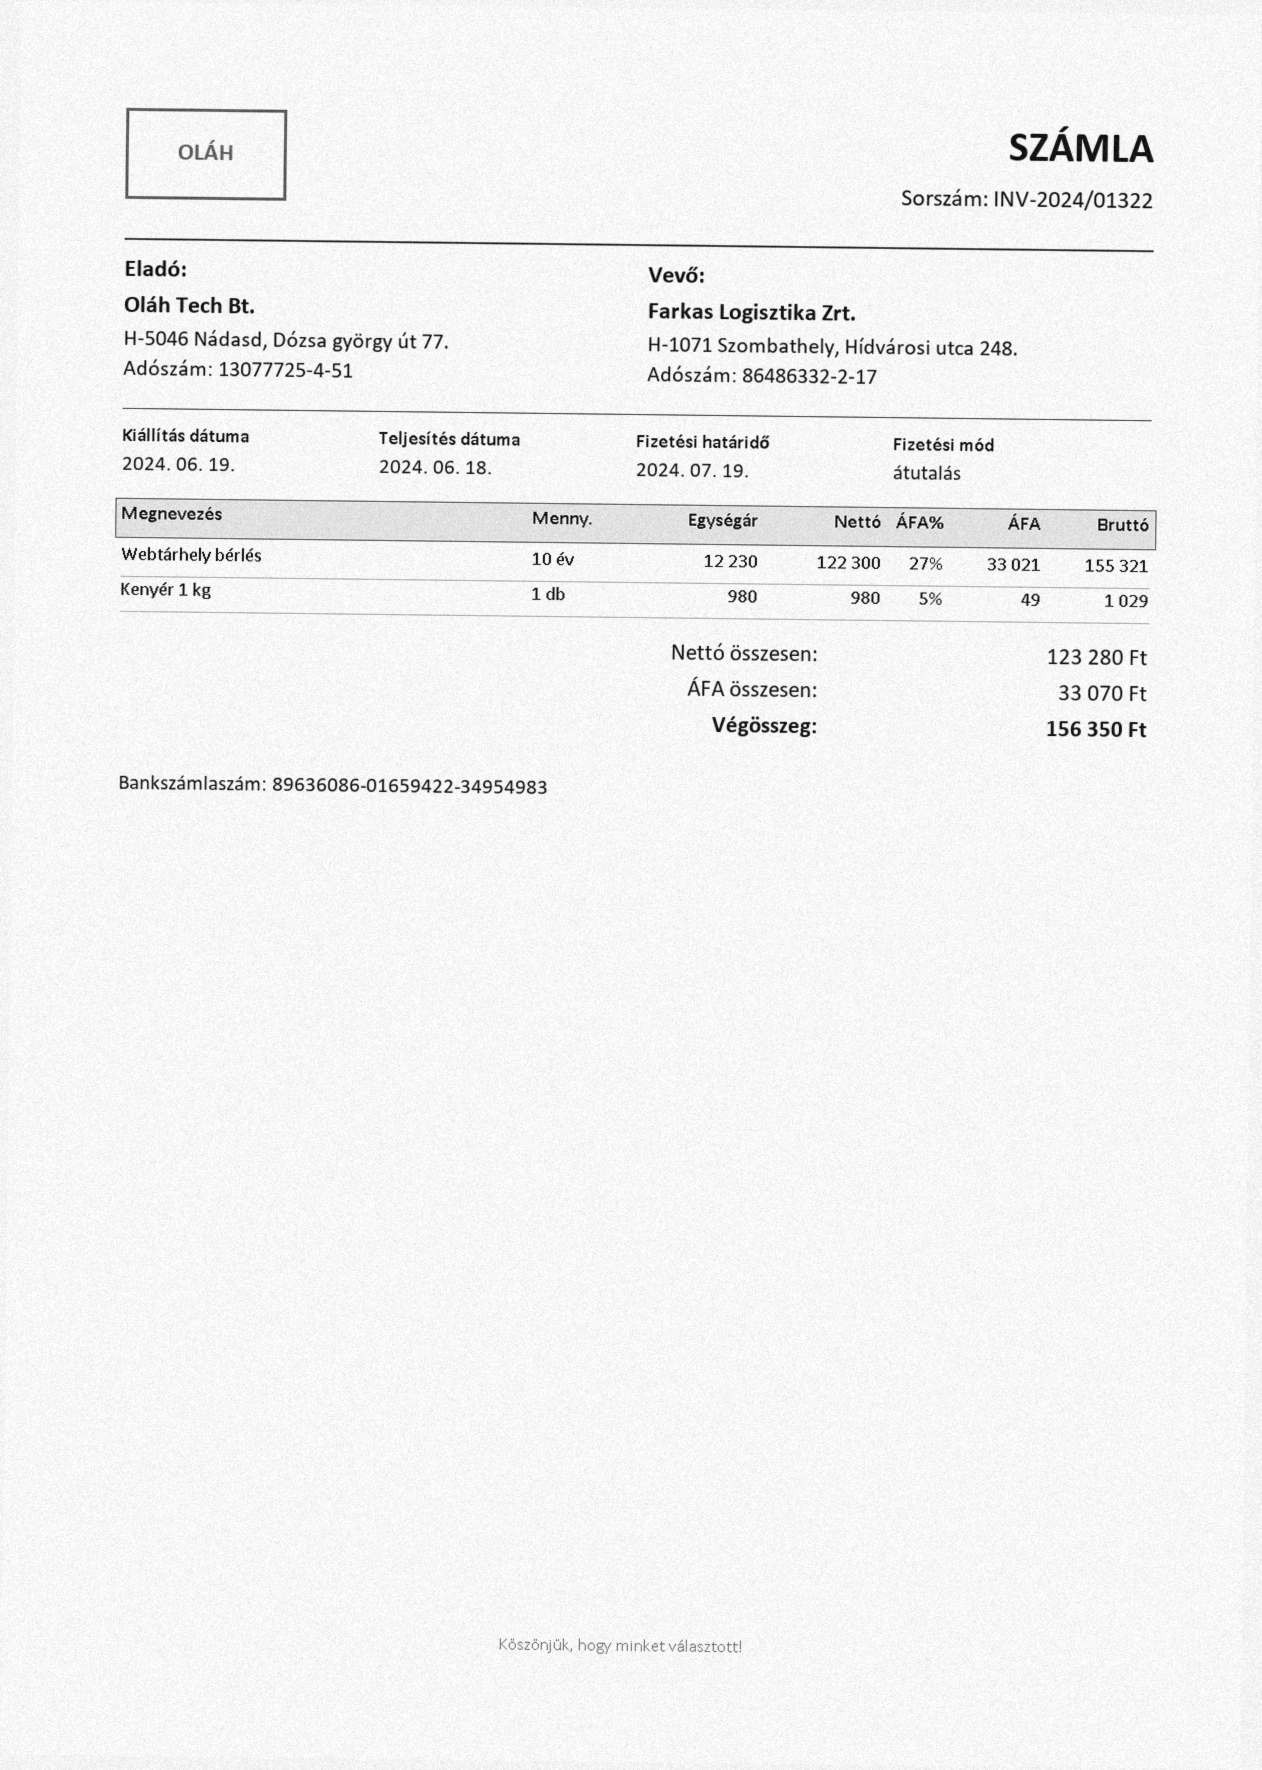 OLÁH
SZÁMLA
Sorszám: INV-2024/01322
Eladó:
Oláh Tech Bt.
H-5046 Nádasd, Dózsa györgy út 77.
Adószám: 13077725-4-51
Vevő:
Farkas Logisztika Zrt.
H-1071 Szombathely, Hídvárosi utca 248.
Adószám: 86486332-2-17
Kiállítás dátuma Teljesítés dátuma Fizetési határidő Fizetési mód
2024. 06. 19. 2024. 06. 18. 2024. 07. 19. átutalás
Megnevezés Menny. Egységár Nettó ÁFA% ÁFA Bruttó
Webtárhely bérlés 10 év 12 230 122 300 27% 33 021 155 321
Kenyér 1 kg 1 db 980 980 5% 49 1 029
Nettó összesen: 123 280 Ft
ÁFA összesen: 33 070 Ft
Végösszeg: 156 350 Ft
Bankszámlaszám: 89636086-01659422-34954983
Köszönjük, hogy minket választott!